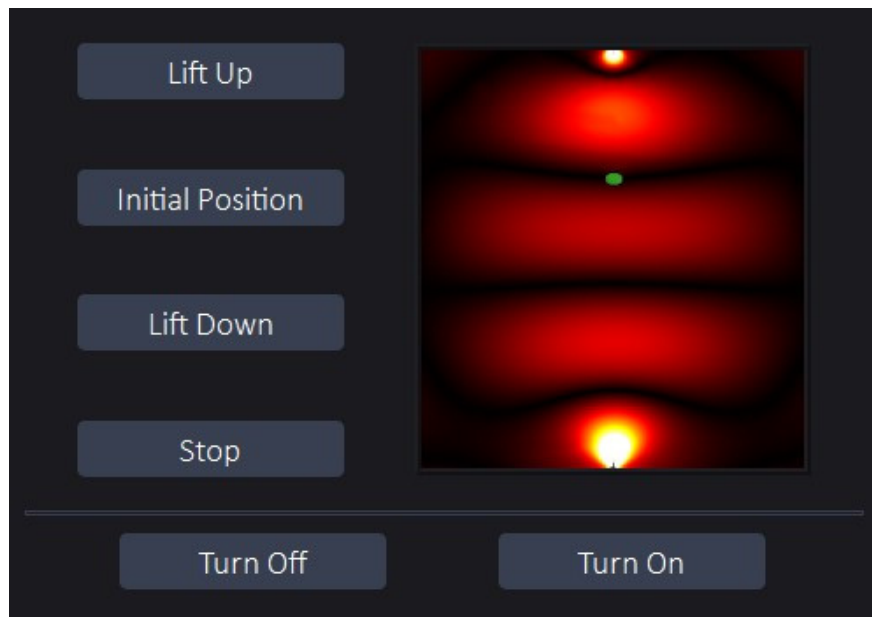 Lift Up
Initial Position
Lift Down
Stop
Turn Off
Turn On